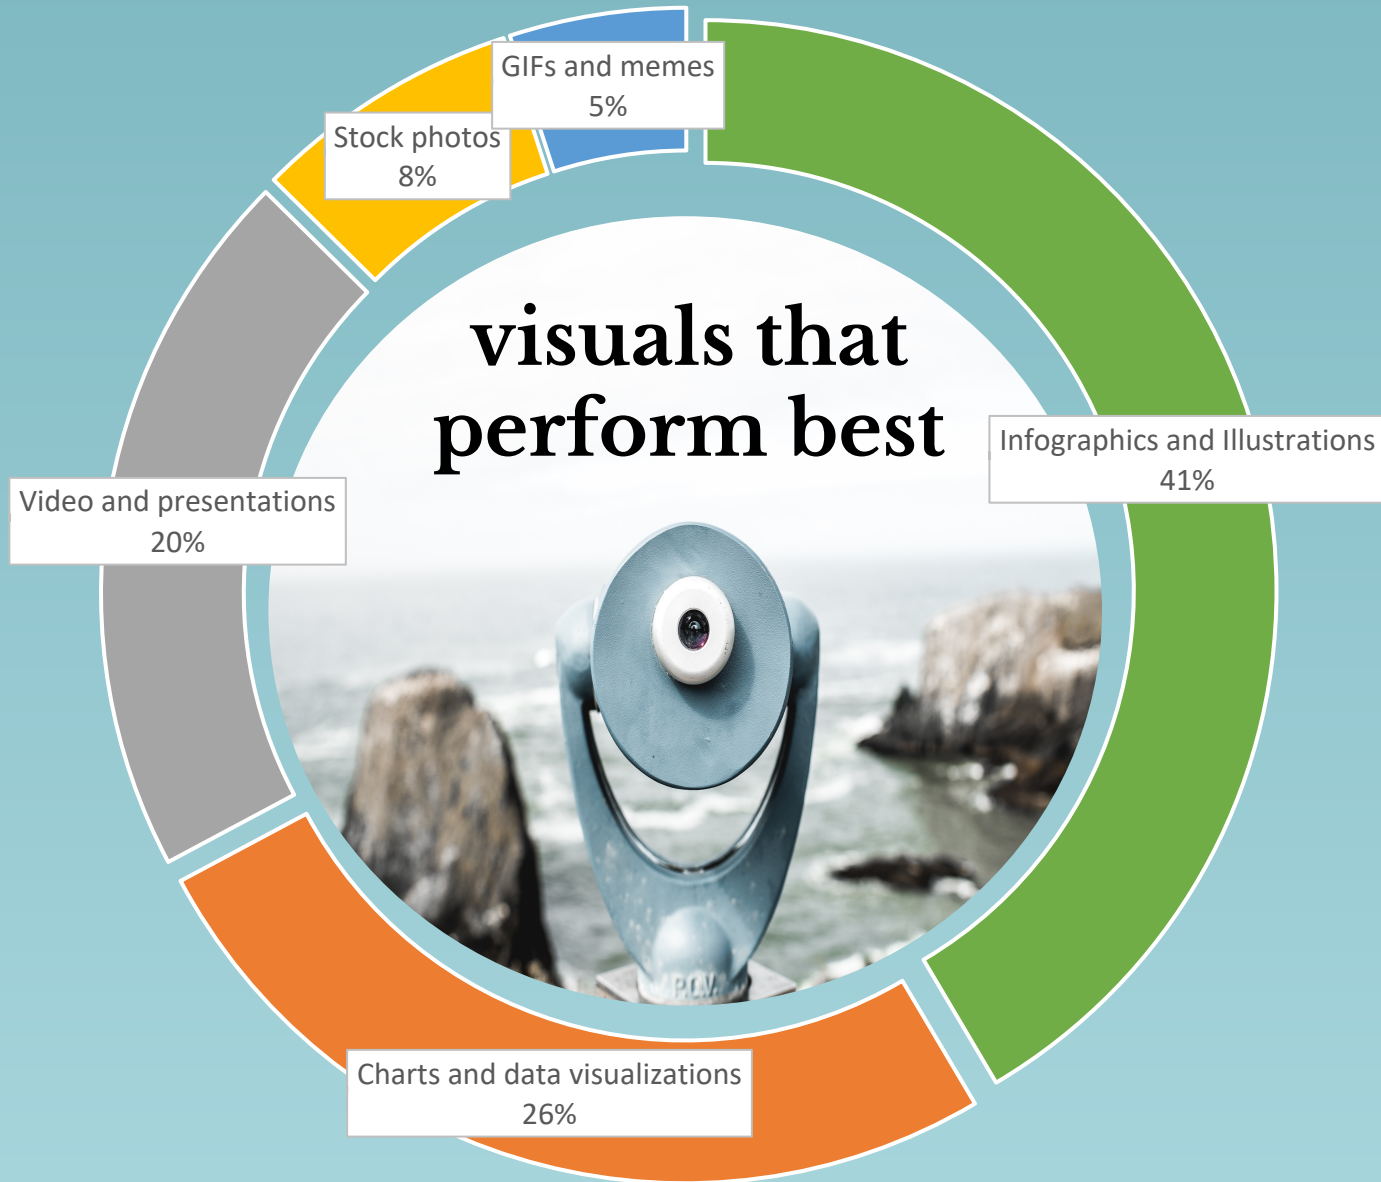 GIFs and memes
5%
Stock photos
8%
visuals that
perform best
Infographics and Illustrations
41%
Video and presentations
20%
Charts and data visualizations
26%